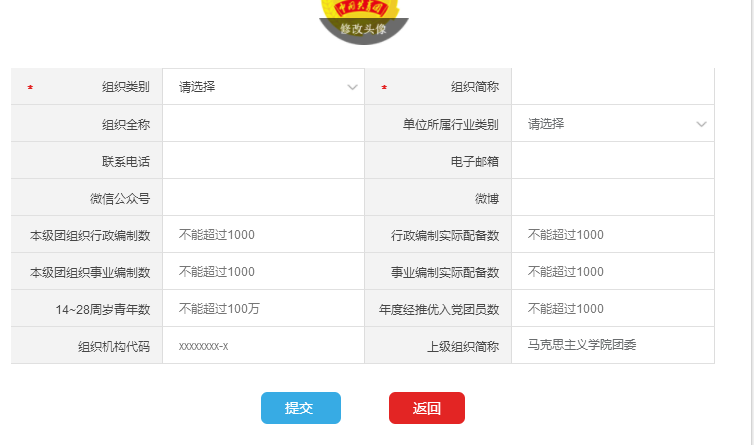 中国共青团
修改头像
* 组织类别 请选择 * 组织简称
组织全称 单位所属行业类别 请选择
联系电话 电子邮箱
微信公众号 微博
本级团组织行政编制数 不能超过1000 行政编制实际配备数 不能超过1000
本级团组织事业编制数 不能超过1000 事业编制实际配备数 不能超过1000
14~28周岁青年数 不能超过100万 年度经推优入党团员数 不能超过1000
组织机构代码 xxxxxxxx-x 上级组织简称 马克思主义学院团委
提交 返回